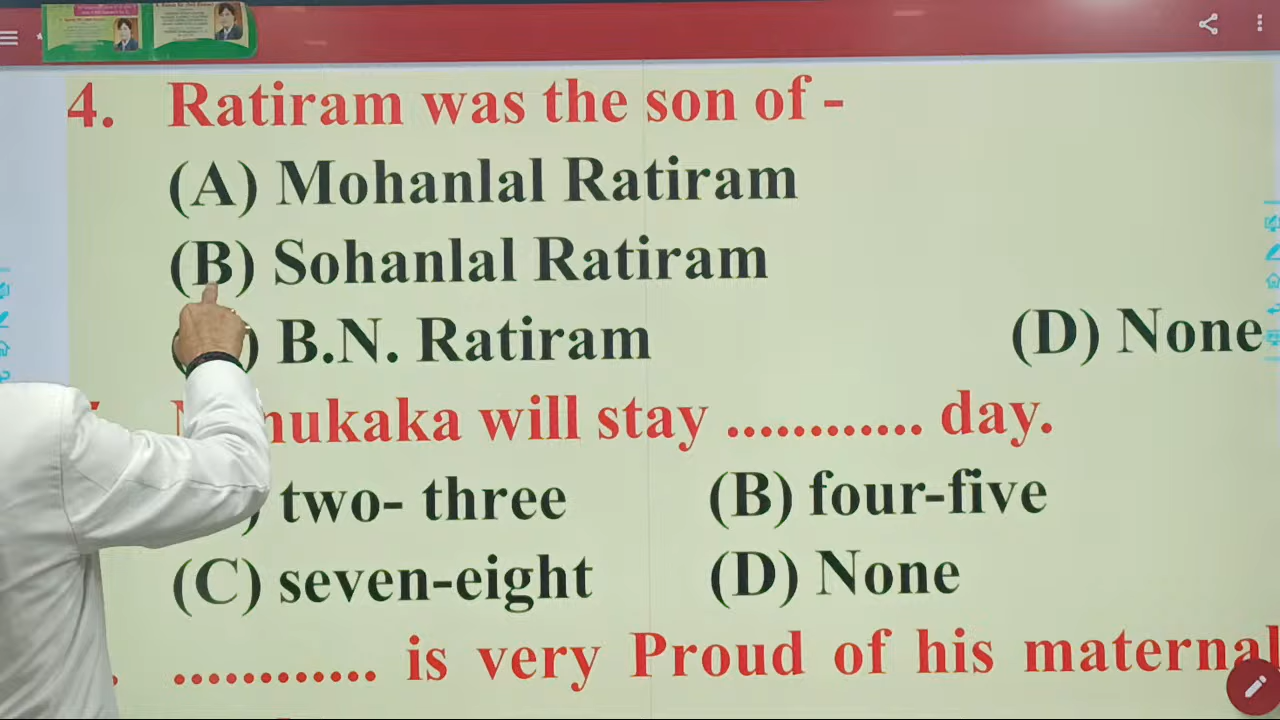 4. Ratiram was the son of -
(A) Mohanlal Ratiram
(B) Sohanlal Ratiram
B.N. Ratiram (D) None
will stay ............ day.
two- three (B) four-five
(C) seven-eight (D) None
............ is very Proud of his maternal